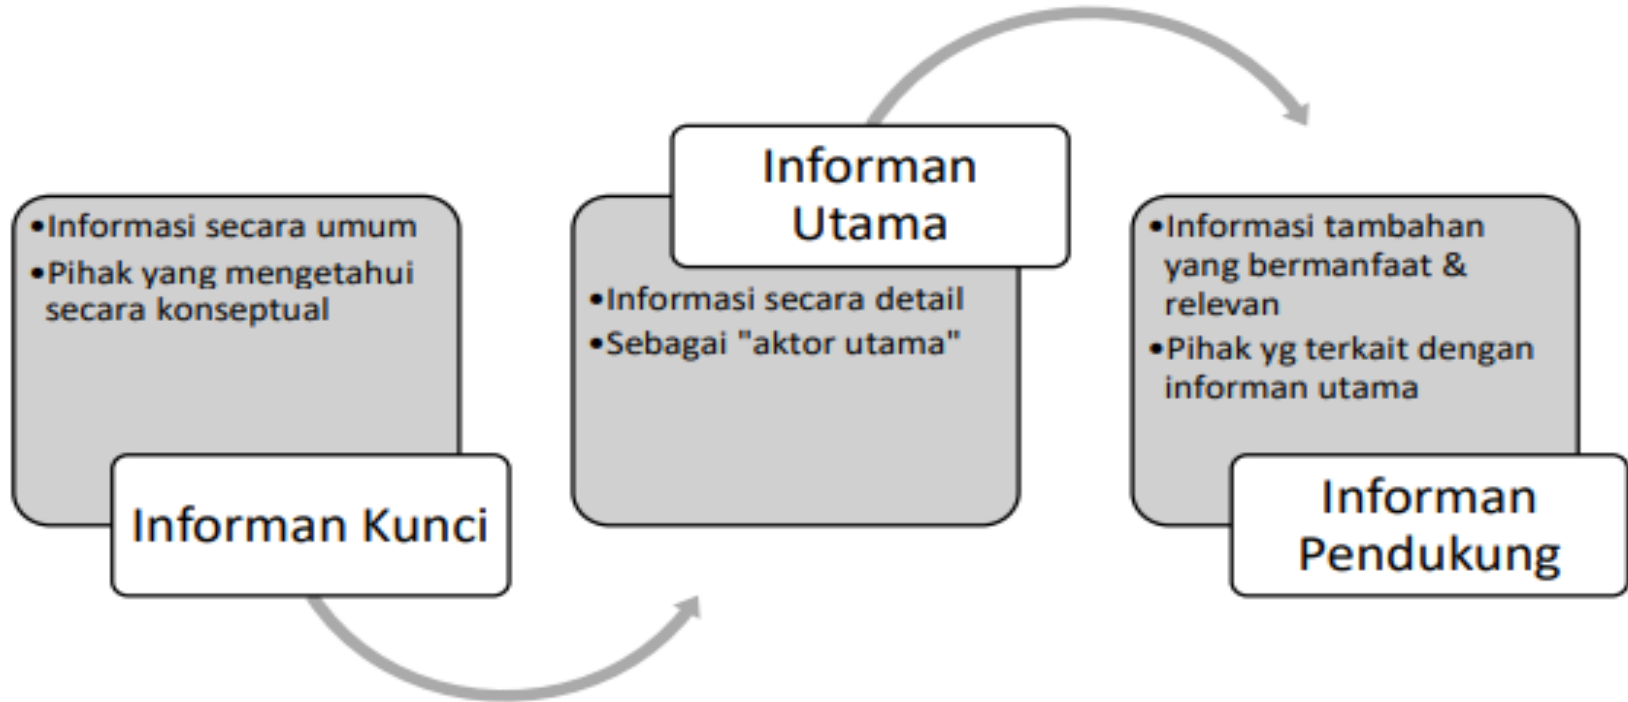 •Informasi secara umum
•Pihak yang mengetahui
secara konseptual
Informan Kunci
Informan
Utama
•Informasi secara detail
•Sebagai "aktor utama"
•Informasi tambahan
yang bermanfaat &
relevan
•Pihak yg terkait dengan
informan utama
Informan
Pendukung